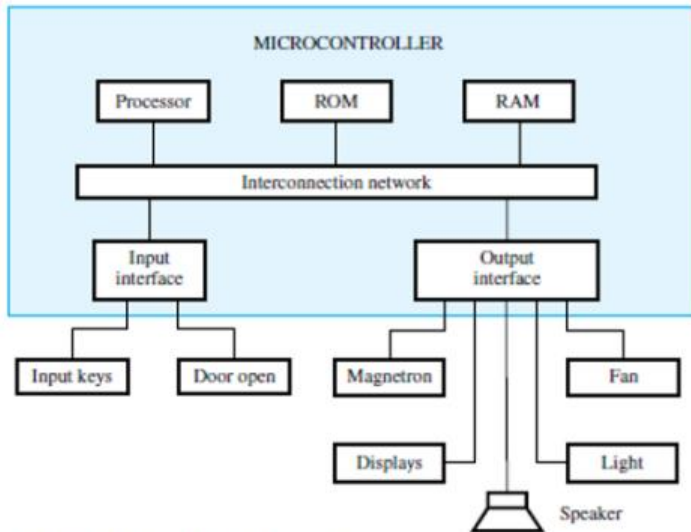 MICROCONTROLLER
Processor
ROM
RAM
Interconnection network
Input
interface
Output
interface
Input keys
Door open
Magnetron
Fan
Displays
Light
Speaker